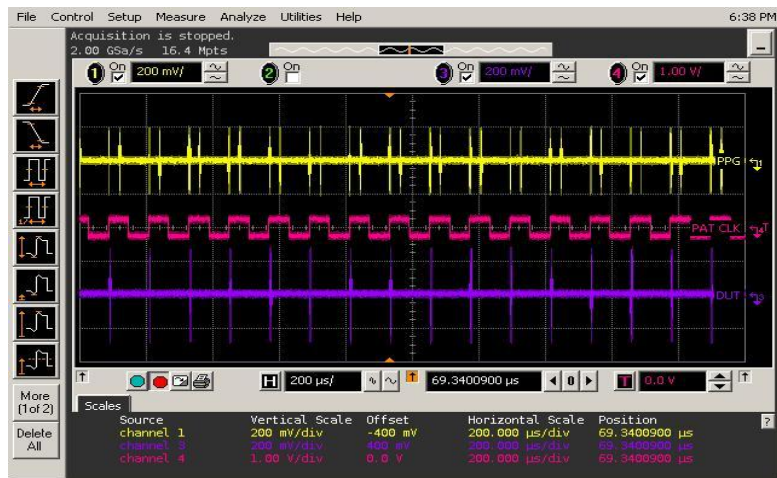 File Control Setup Measure Analyze Utilities Help 6:38 PM
Acquisition is stopped.
2.00 GSa/s 16.4 Mpts
1 On 200 mV/ 2 On 3 On 200 mV/ 4 On 1.00 V/
PPG 1
PAT CLK T
DUT 3
More
(1of 2)
Delete
All
H 200 µs/ 69.3400900 µs 0 T 0.0 V
Scales
?
Source Vertical Scale Offset Horizontal Scale Position
channel 1 200 mV/div -400 mV 200.000 µs/div 69.3400900 µs
channel 3 200 mV/div 400 mV 200.000 µs/div 69.3400900 µs
channel 4 1.00 V/div 0.0 V 200.000 µs/div 69.3400900 µs